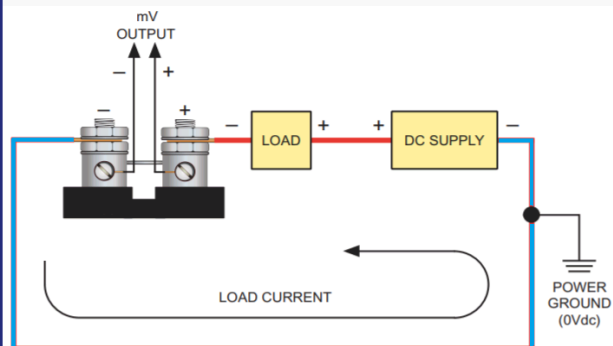 mV
OUTPUT
– +
– +
– LOAD + + DC SUPPLY –
LOAD CURRENT
POWER
GROUND
(0Vdc)